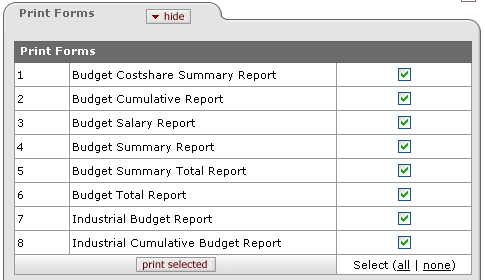 Print Forms
hide
Print Forms
1 Budget Costshare Summary Report
2 Budget Cumulative Report
3 Budget Salary Report
4 Budget Summary Report
5 Budget Summary Total Report
6 Budget Total Report
7 Industrial Budget Report
8 Industrial Cumulative Budget Report
print selected Select (all | none)